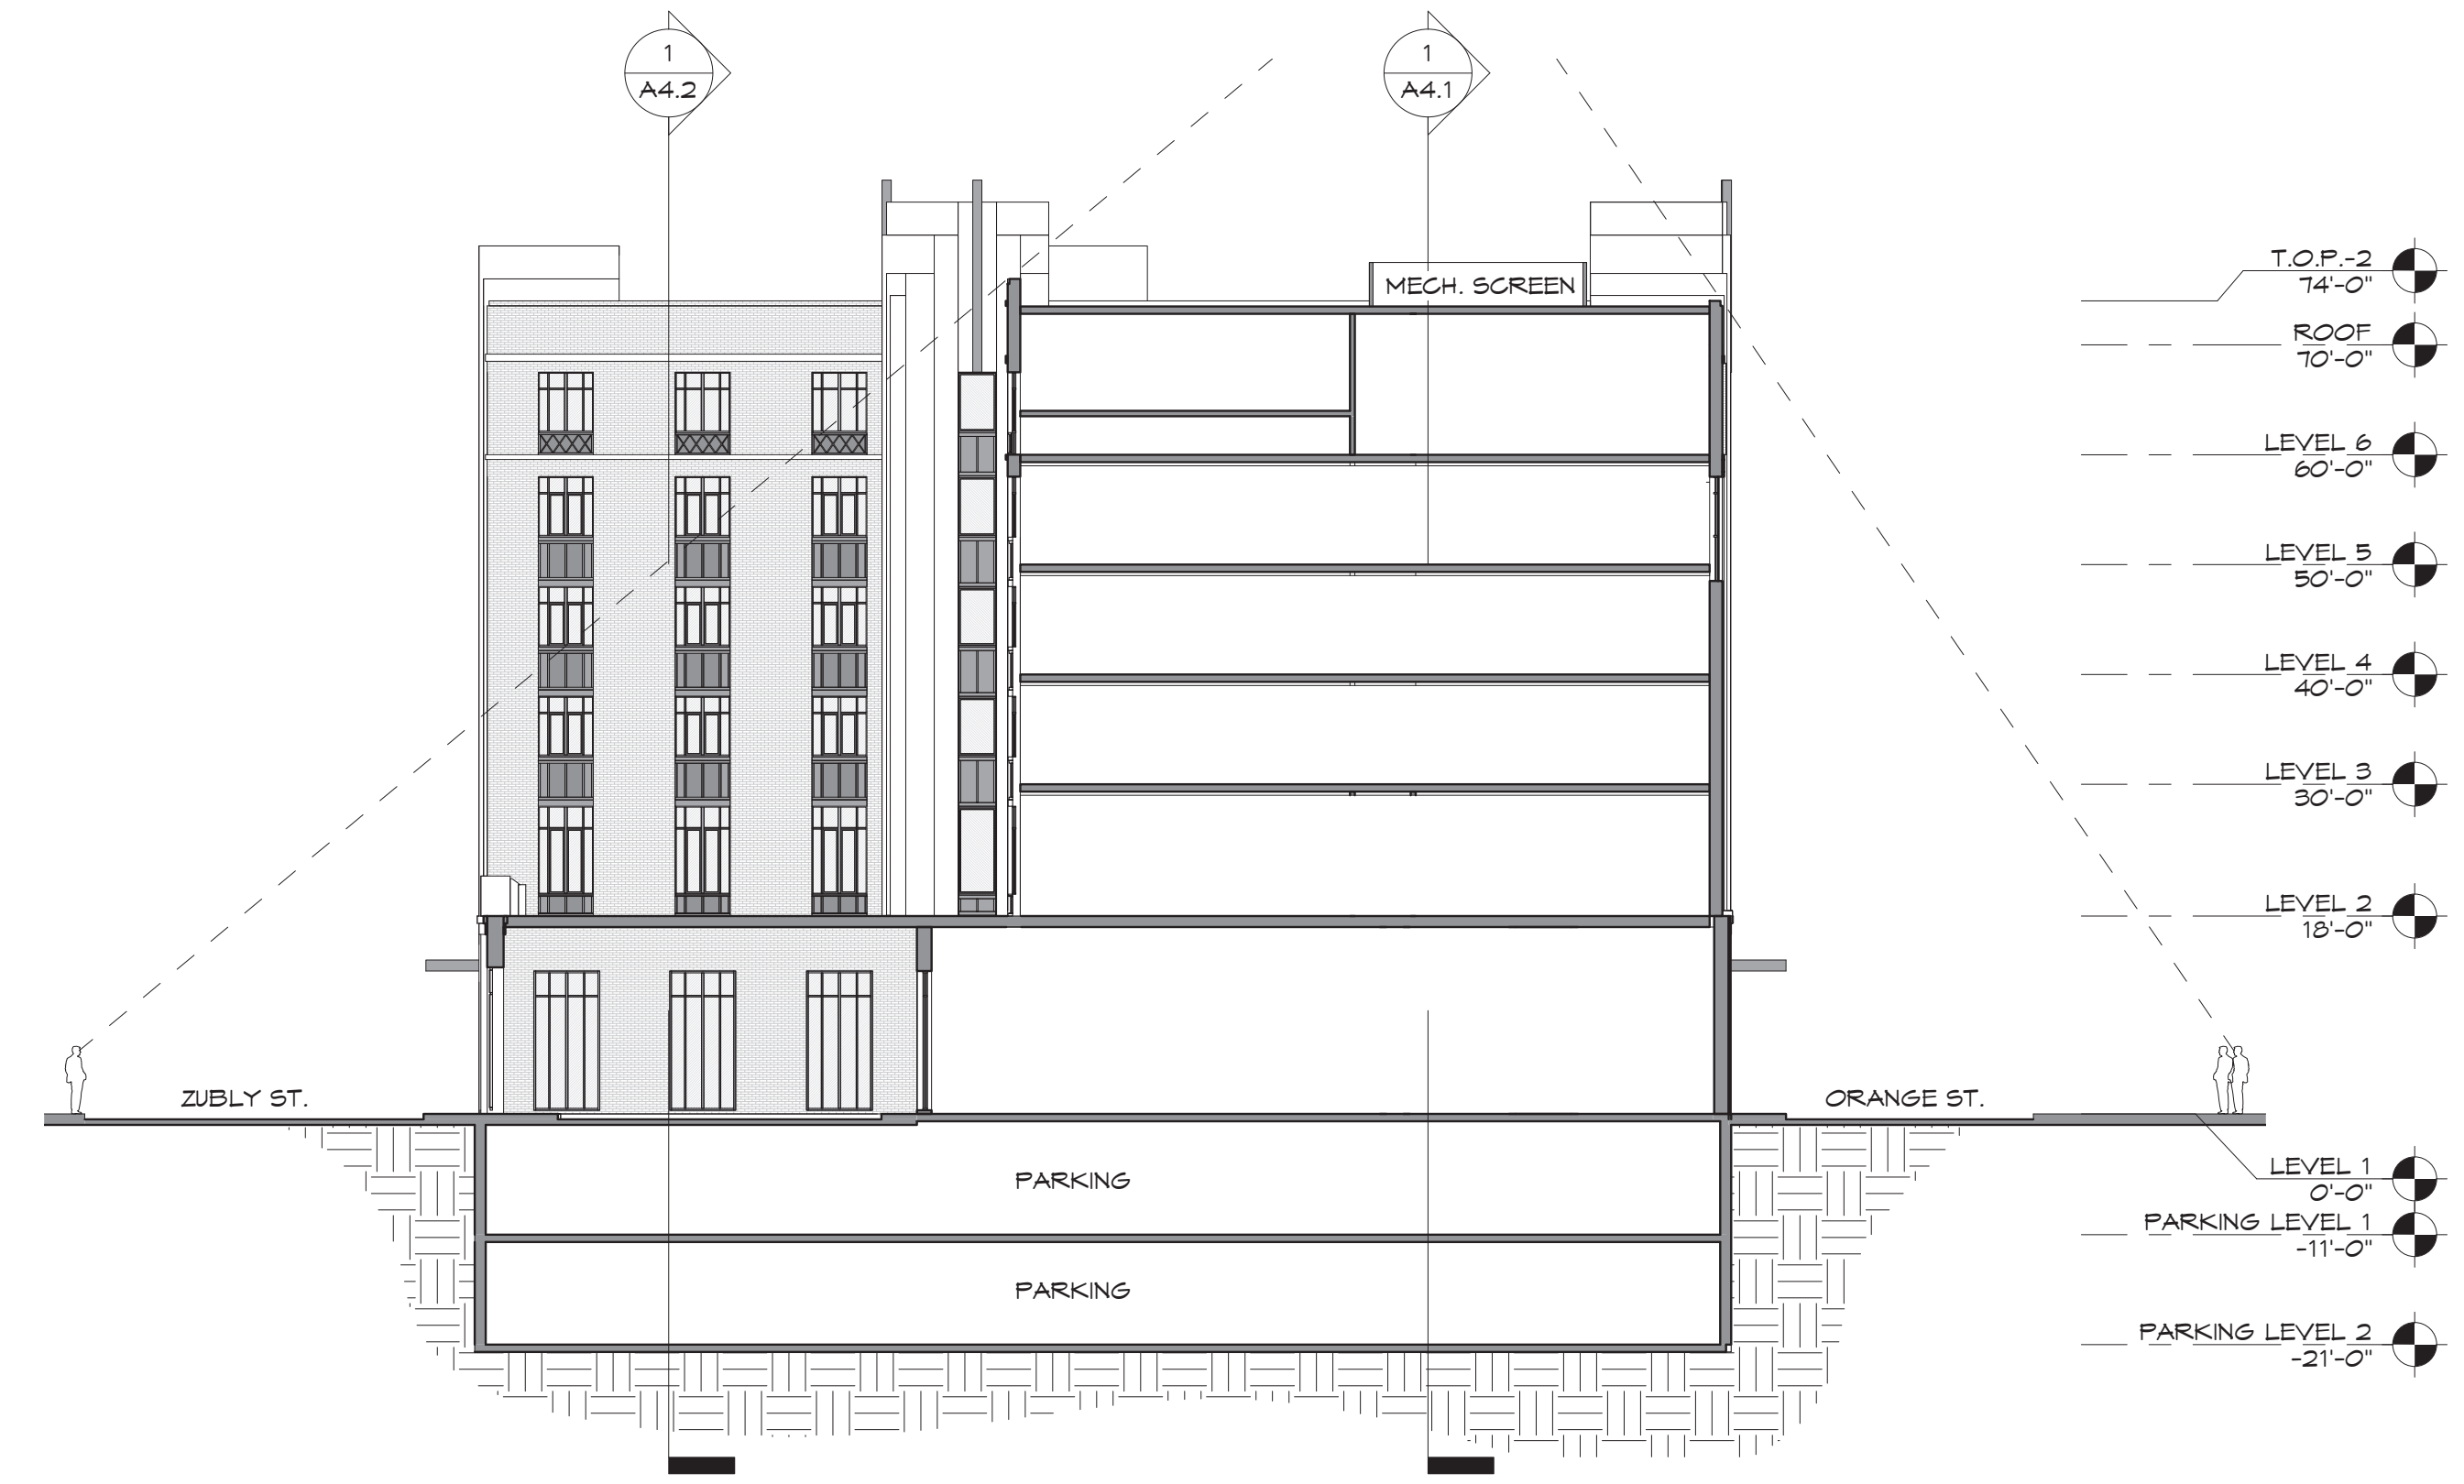 1
A4.2
1
A4.1
T.O.P.-2
74'-0"
MECH. SCREEN
ROOF
70'-0"
LEVEL 6
60'-0"
LEVEL 5
50'-0"
LEVEL 4
40'-0"
LEVEL 3
30'-0"
LEVEL 2
18'-0"
ZUBLY ST.
ORANGE ST.
LEVEL 1
0'-0"
PARKING
PARKING LEVEL 1
-11'-0"
PARKING
PARKING LEVEL 2
-21'-0"